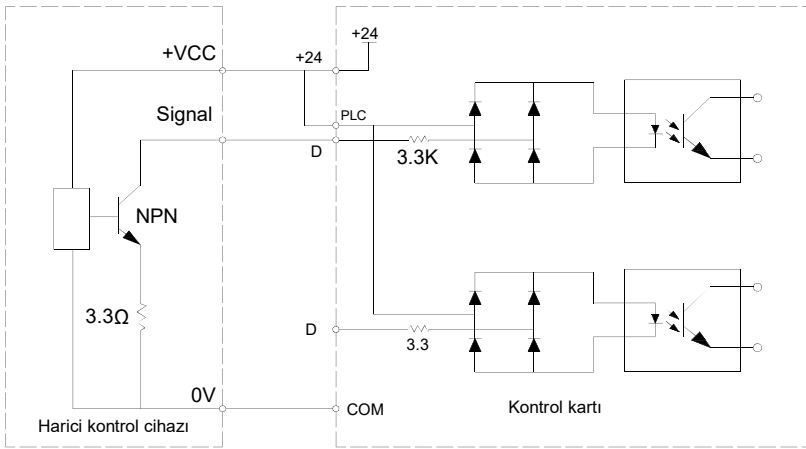 +24
+VCC
+24
Signal
PLC
D
3.3K
NPN
3.3Ω
D
3.3
0V
COM
Harici kontrol cihazı
Kontrol kartı